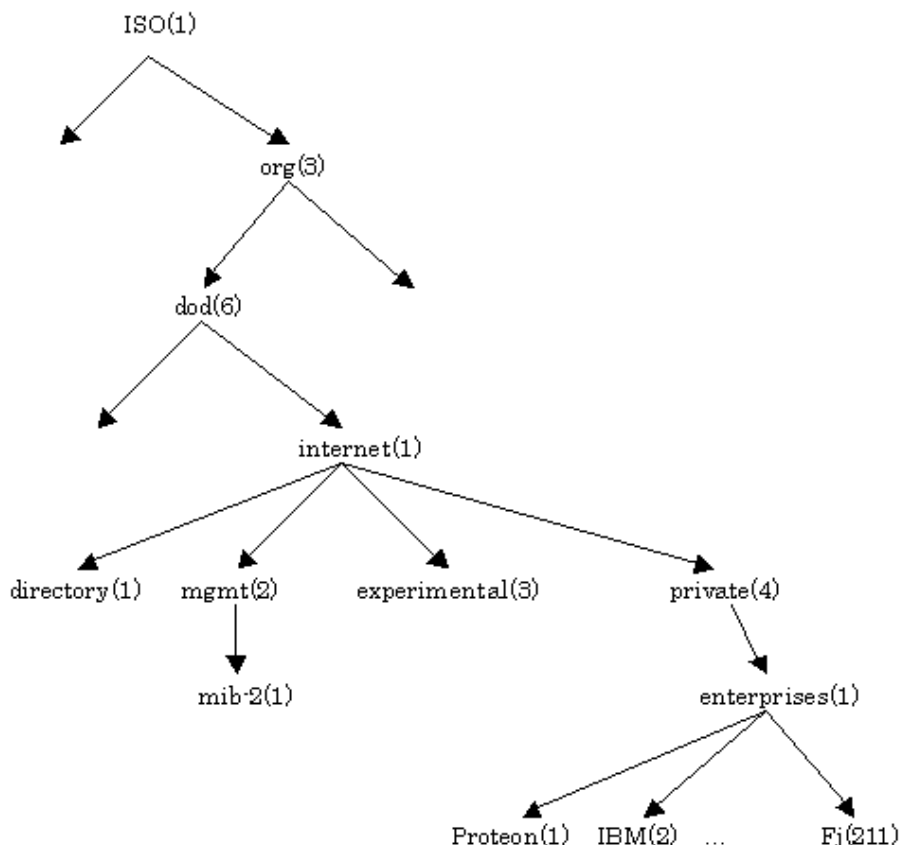 ISO(1)
org(3)
dod(6)
internet(1)
directory(1) mgmt(2) experimental(3) private(4)
mib-2(1) enterprises(1)
Proteon(1) IBM(2) ... Fj(211)